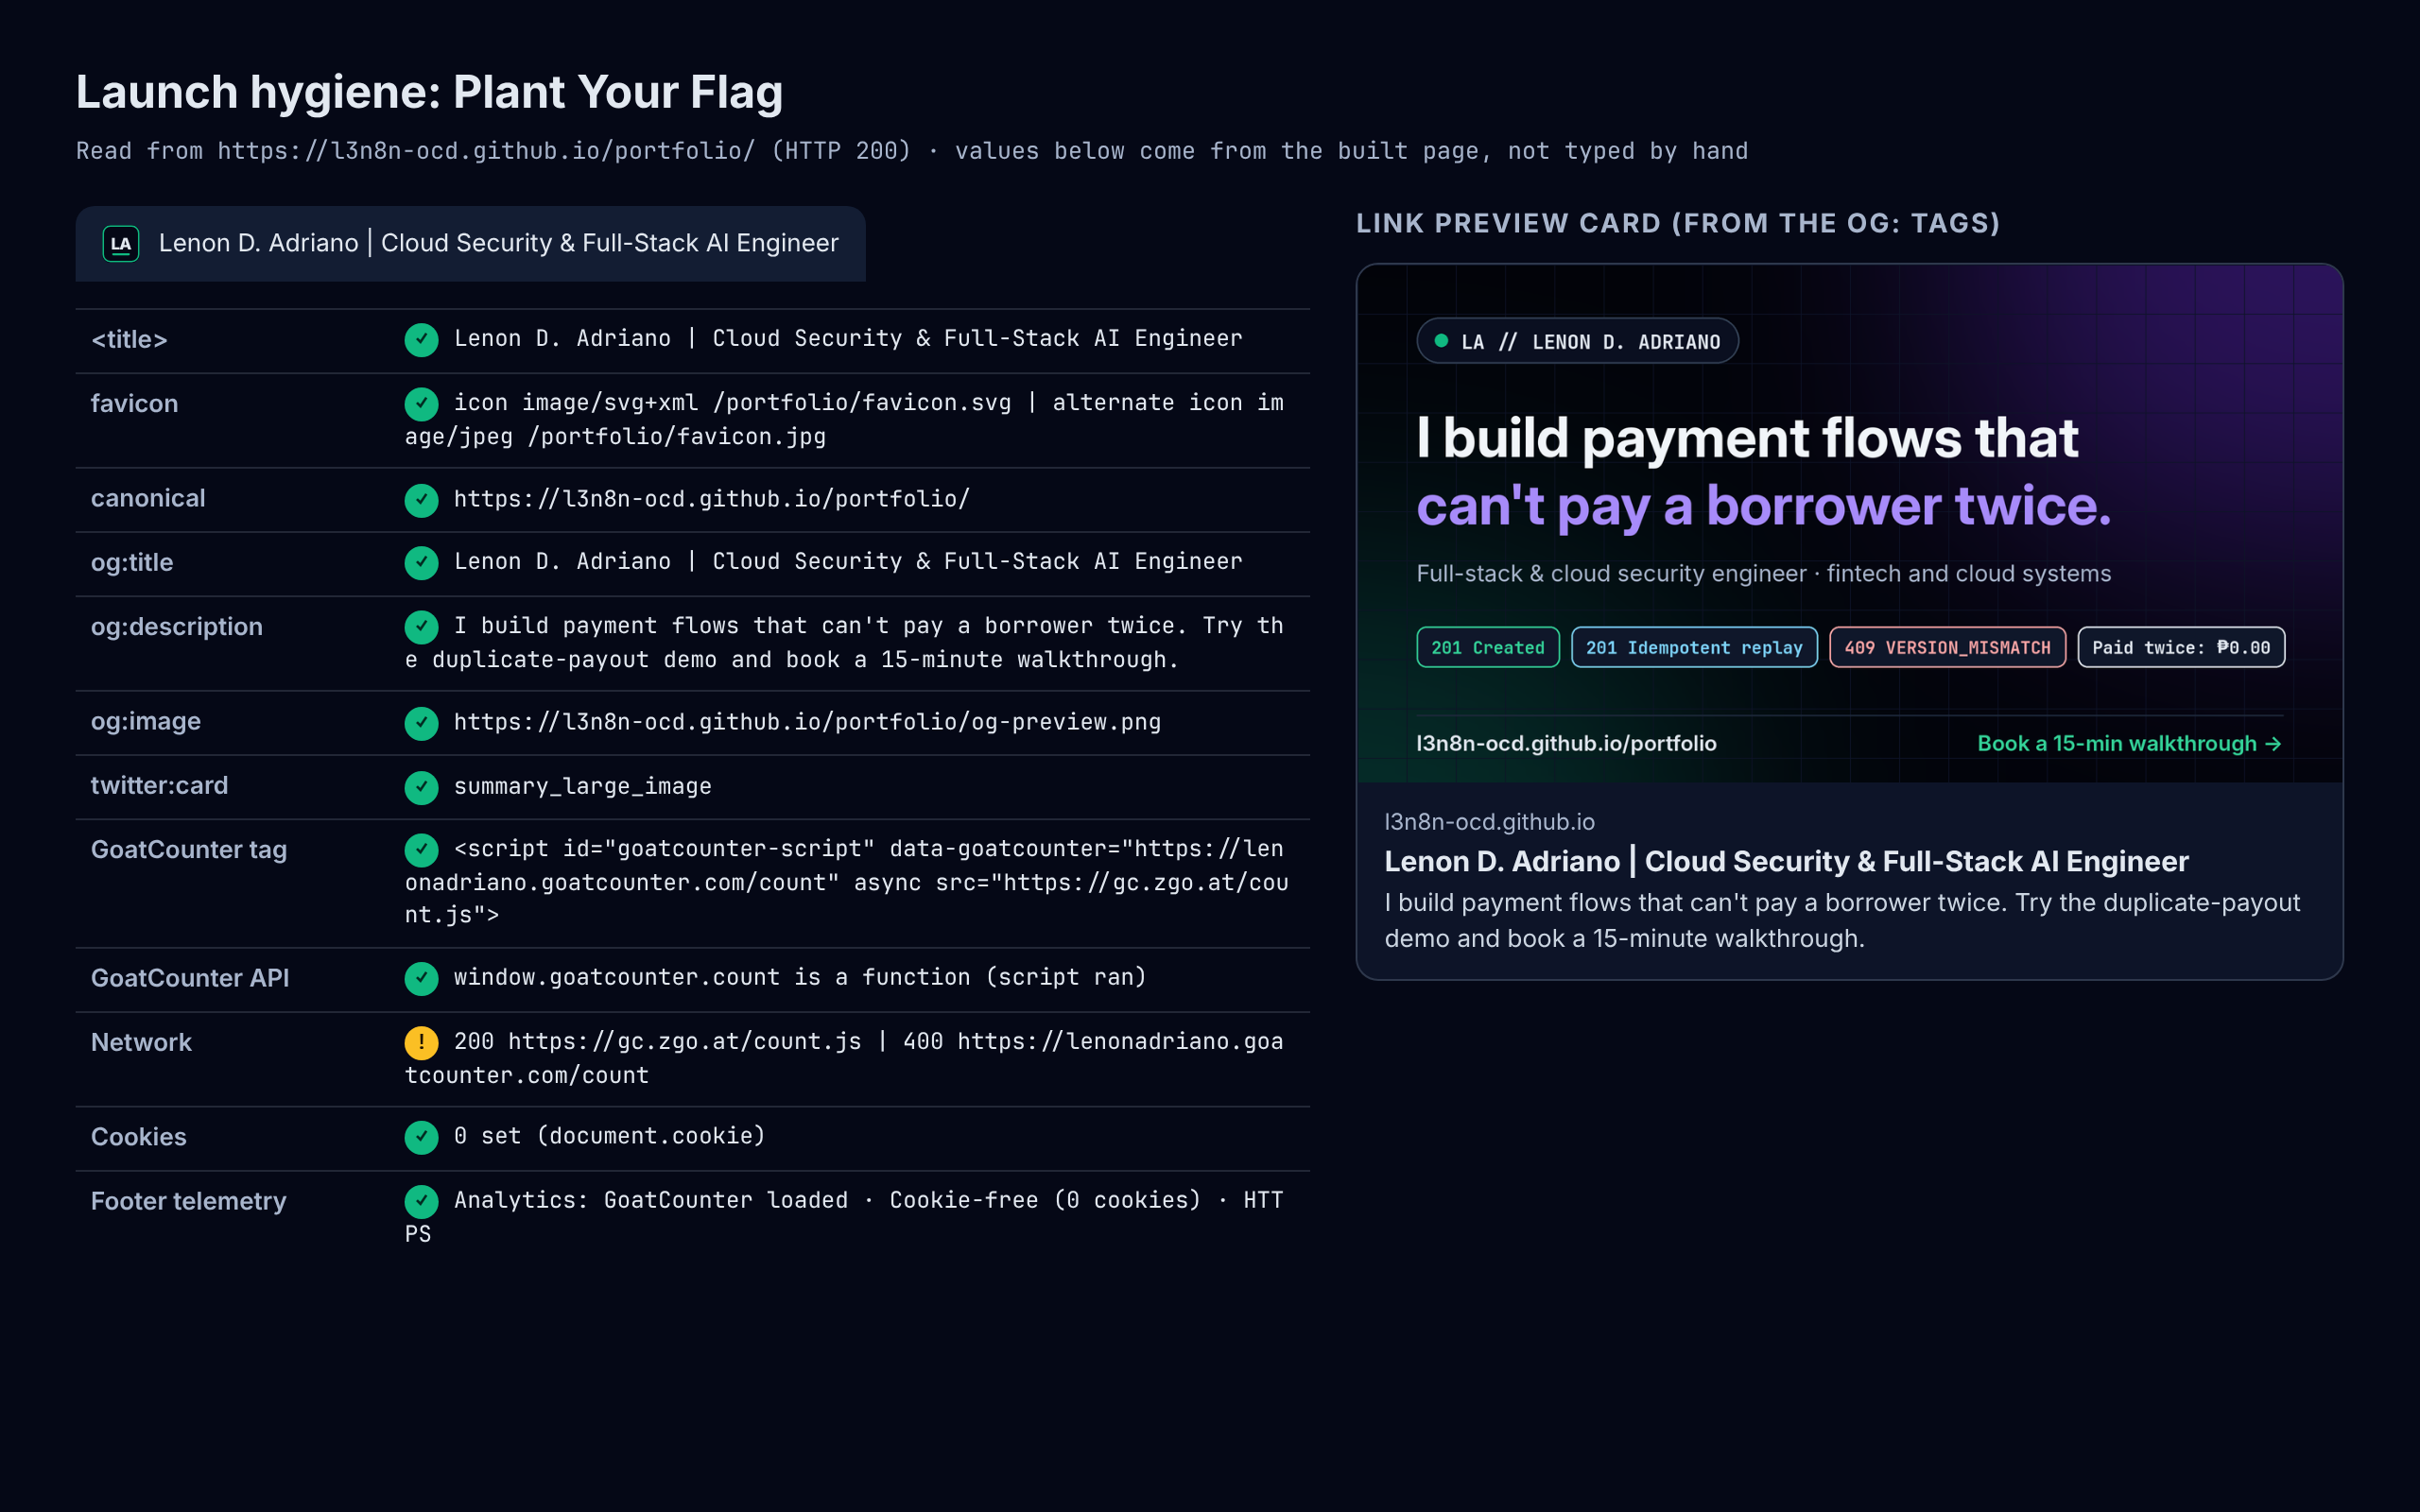 Launch hygiene: Plant Your Flag
Read from https://l3n8n-ocd.github.io/portfolio/ (HTTP 200) · values below come from the built page, not typed by hand
LA Lenon D. Adriano | Cloud Security & Full-Stack AI Engineer
<title> Lenon D. Adriano | Cloud Security & Full-Stack AI Engineer
favicon icon image/svg+xml /portfolio/favicon.svg | alternate icon im
age/jpeg /portfolio/favicon.jpg
canonical https://l3n8n-ocd.github.io/portfolio/
og:title Lenon D. Adriano | Cloud Security & Full-Stack AI Engineer
og:description I build payment flows that can't pay a borrower twice. Try th
e duplicate-payout demo and book a 15-minute walkthrough.
og:image https://l3n8n-ocd.github.io/portfolio/og-preview.png
twitter:card summary_large_image
GoatCounter tag <script id="goatcounter-script" data-goatcounter="https://len
onadriano.goatcounter.com/count" async src="https://gc.zgo.at/cou
nt.js">
GoatCounter API window.goatcounter.count is a function (script ran)
Network ! 200 https://gc.zgo.at/count.js | 400 https://lenonadriano.goa
tcounter.com/count
Cookies 0 set (document.cookie)
Footer telemetry Analytics: GoatCounter loaded · Cookie-free (0 cookies) · HTT
PS
LINK PREVIEW CARD (FROM THE OG: TAGS)
LA // LENON D. ADRIANO
I build payment flows that
can't pay a borrower twice.
Full-stack & cloud security engineer · fintech and cloud systems
201 Created 201 Idempotent replay 409 VERSION_MISMATCH Paid twice: ₱0.00
l3n8n-ocd.github.io/portfolio Book a 15-min walkthrough →
l3n8n-ocd.github.io
Lenon D. Adriano | Cloud Security & Full-Stack AI Engineer
I build payment flows that can't pay a borrower twice. Try the duplicate-payout
demo and book a 15-minute walkthrough.